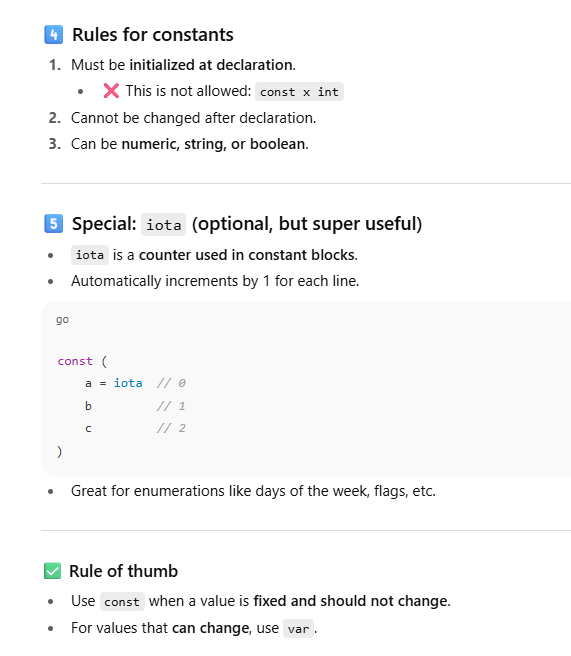 4️⃣ Rules for constants
1. Must be initialized at declaration.
• ❌ This is not allowed: const x int
2. Cannot be changed after declaration.
3. Can be numeric, string, or boolean.
5️⃣ Special: iota (optional, but super useful)
• iota is a counter used in constant blocks.
• Automatically increments by 1 for each line.
go
const (
    a = iota  // 0
    b         // 1
    c         // 2
)
• Great for enumerations like days of the week, flags, etc.
✅ Rule of thumb
• Use const when a value is fixed and should not change.
• For values that can change, use var.